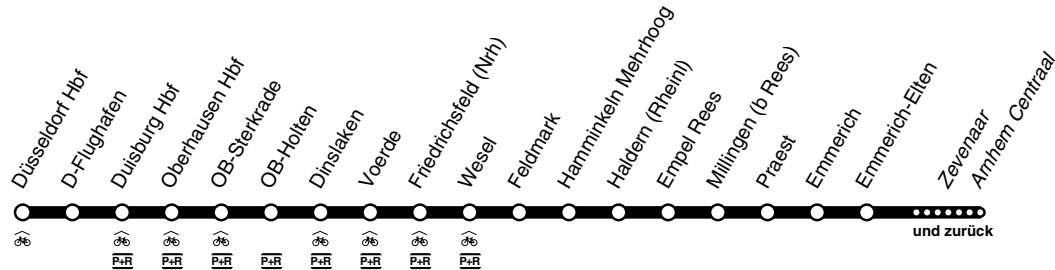 Düsseldorf Hbf
D-Flughafen
Duisburg Hbf
Oberhausen Hbf
OB-Sterkrade
OB-Holten
Dinslaken
Voerde
Friedrichsfeld (Nrh)
Wesel
Feldmark
Hamminkeln Mehrhoog
Haldern (Rheinl)
Empel Rees
Millingen (b Rees)
Praest
Emmerich
Emmerich-Elten
Zevenaar
Arnhem Centraal
und zurück
P+R P+R P+R P+R P+R P+R P+R P+R